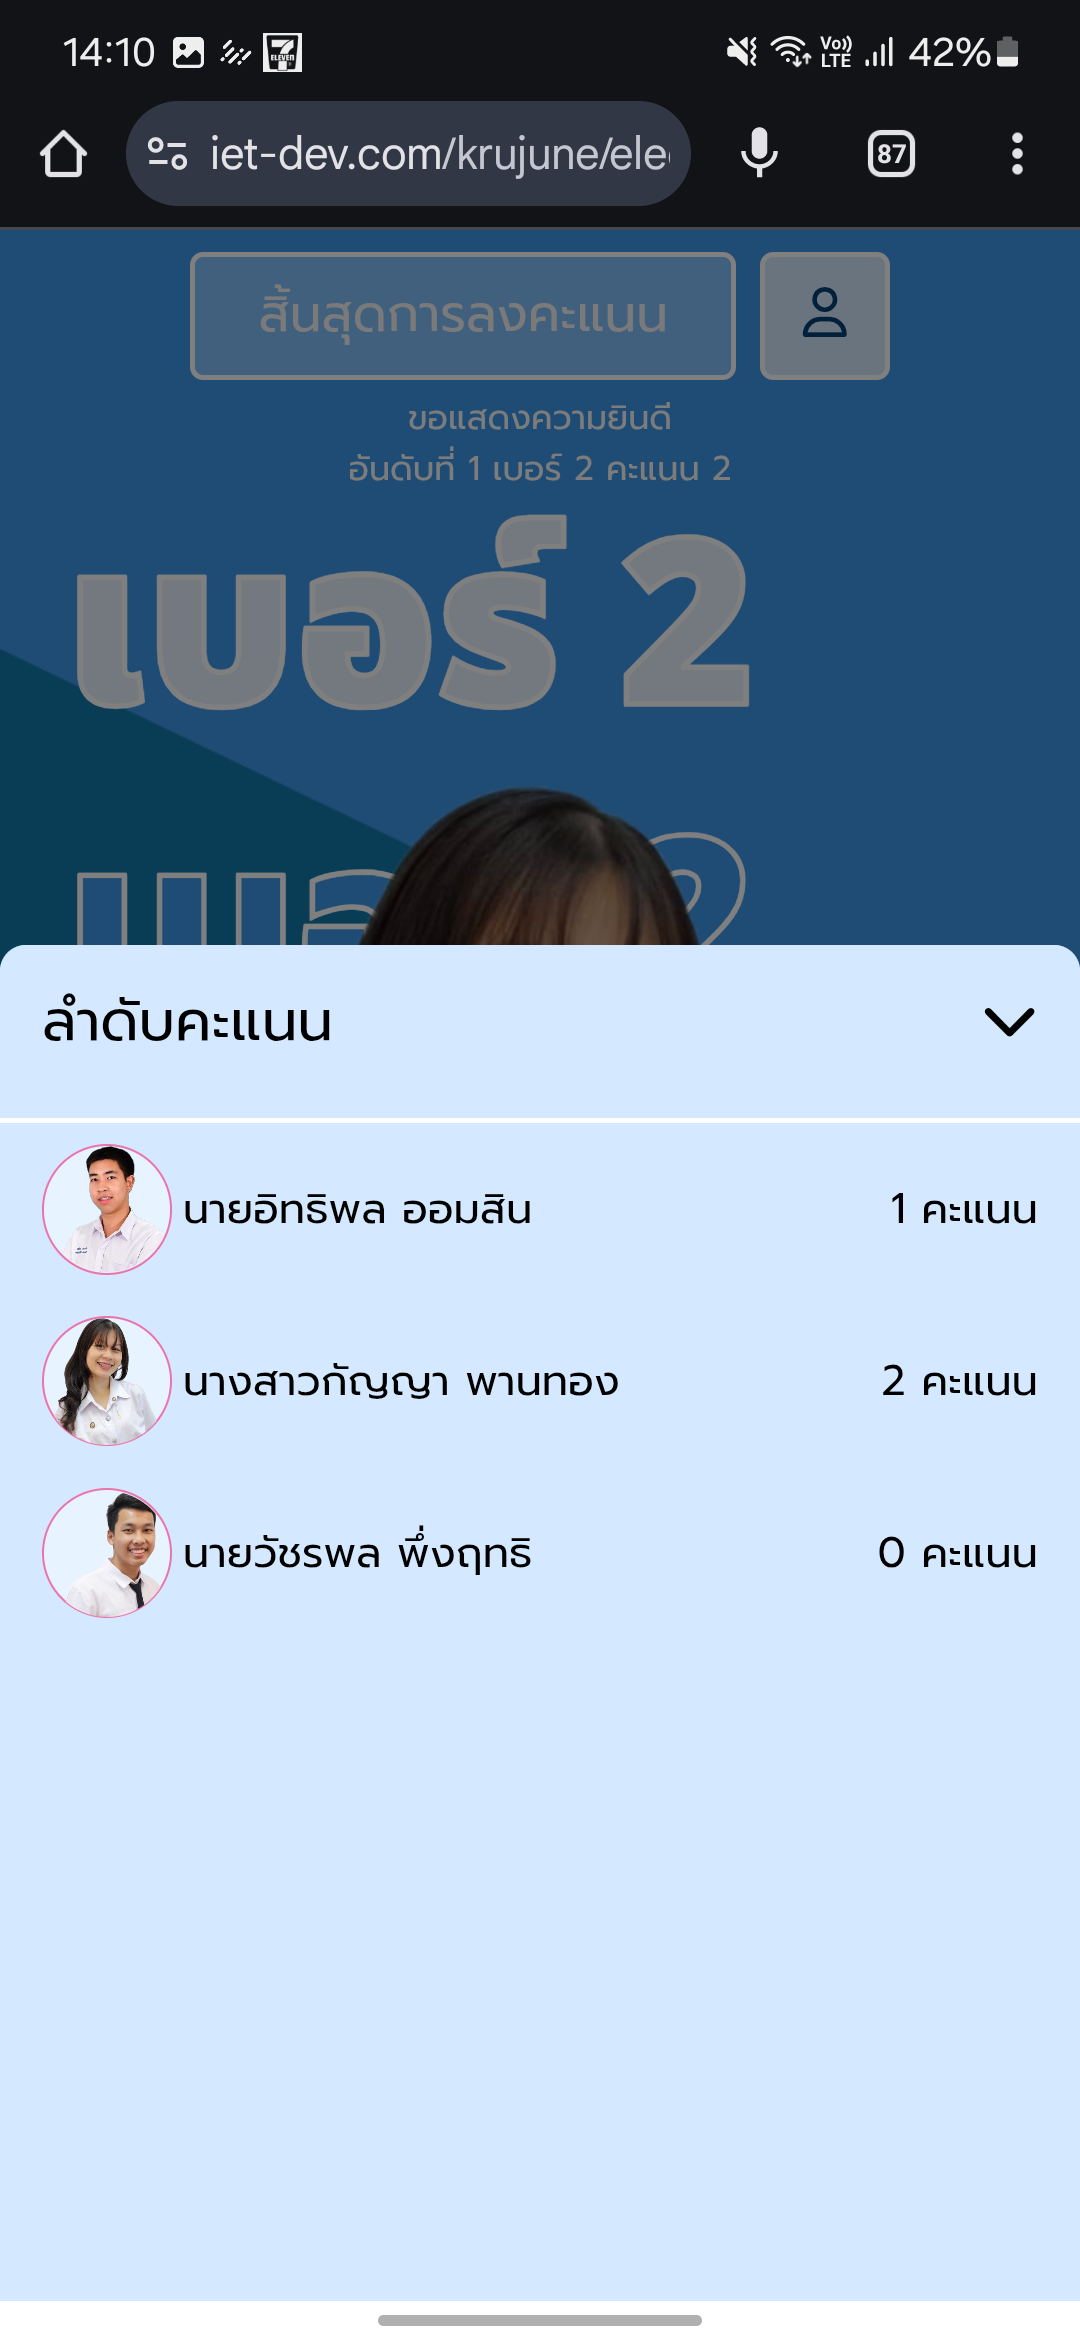 14:10
7 ELEVEN
Vo)) LTE
42%
iet-dev.com/krujune/ele
87
สิ้นสุดการลงคะแนน
ขอแสดงความยินดี
อันดับที่ 1 เบอร์ 2 คะแนน 2
เบอร์ 2
ลำดับคะแนน
นายอิทธิพล ออมสิน 1 คะแนน
นางสาวกัญญา พานทอง 2 คะแนน
นายวัชรพล พึ่งฤทธิ 0 คะแนน